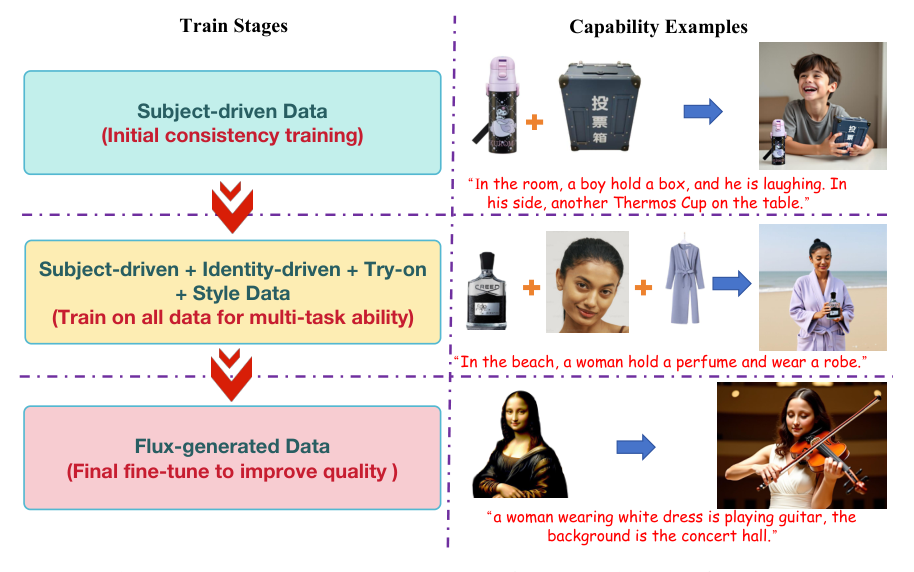 Train Stages
Capability Examples
Subject-driven Data
(Initial consistency training)
投
票
箱
投
票
箱
“In the room, a boy hold a box, and he is laughing. In
his side, another Thermos Cup on the table.”
Subject-driven + Identity-driven + Try-on
+ Style Data
(Train on all data for multi-task ability)
CREED
“In the beach, a woman hold a perfume and wear a robe.”
Flux-generated Data
(Final fine-tune to improve quality )
“a woman wearing white dress is playing guitar, the
background is the concert hall.”